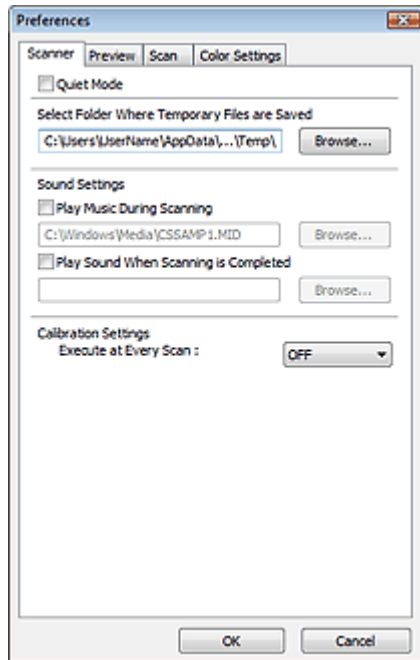 Preferences
Scanner Preview Scan Color Settings
Quiet Mode
Select Folder Where Temporary Files are Saved
C:\Users\UserName\AppData\,...\Temp\, Browse...
Sound Settings
Play Music During Scanning
C:\Windows\Media\CSSAMP1.MID Browse...
Play Sound When Scanning is Completed
Browse...
Calibration Settings
Execute at Every Scan : OFF
OK Cancel